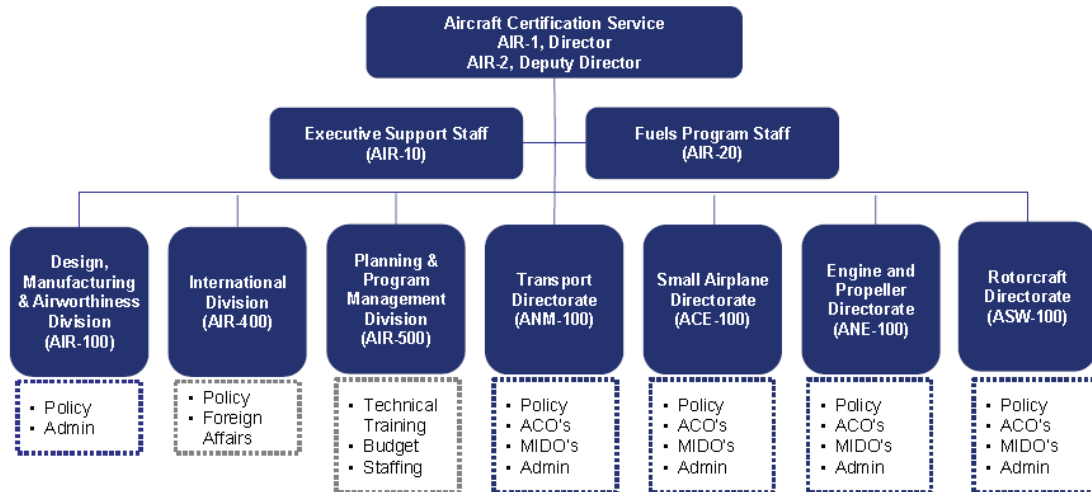 Aircraft Certification Service
AIR-1, Director
AIR-2, Deputy Director
Executive Support Staff
(AIR-10)
Fuels Program Staff
(AIR-20)
Design,
Manufacturing
& Airworthiness
Division
(AIR-100)
International
Division
(AIR-400)
Planning &
Program
Management
Division
(AIR-500)
Transport
Directorate
(ANM-100)
Small Airplane
Directorate
(ACE-100)
Engine and
Propeller
Directorate
(ANE-100)
Rotorcraft
Directorate
(ASW-100)
▪ Policy
▪ Admin
▪ Policy
▪ Foreign
Affairs
▪ Technical
Training
▪ Budget
▪ Staffing
▪ Policy
▪ ACO's
▪ MIDO's
▪ Admin
▪ Policy
▪ ACO's
▪ MIDO's
▪ Admin
▪ Policy
▪ ACO's
▪ MIDO's
▪ Admin
▪ Policy
▪ ACO's
▪ MIDO's
▪ Admin